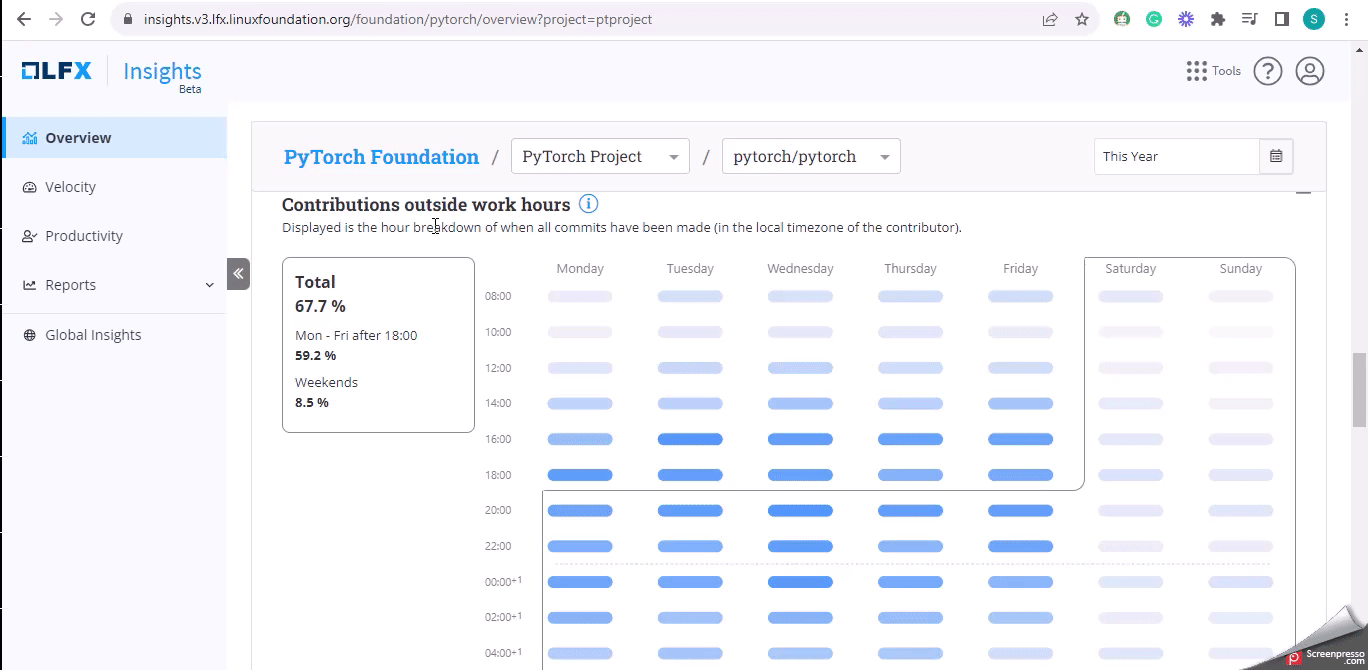 insights.v3.lfx.linuxfoundation.org/foundation/pytorch/overview?project=ptproject
S
LFX
Insights
Beta
Tools
?
Overview
Velocity
Productivity
Reports
Global Insights
PyTorch Foundation / PyTorch Project / pytorch/pytorch
This Year
Contributions outside work hours i
Displayed is the hour breakdown of when all commits have been made (in the local timezone of the contributor).
Total
67.7 %
Mon - Fri after 18:00
59.2 %
Weekends
8.5 %
Monday Tuesday Wednesday Thursday Friday Saturday Sunday
08:00
10:00
12:00
14:00
16:00
18:00
20:00
22:00
00:00+1
02:00+1
04:00+1
Screenpresso
.com